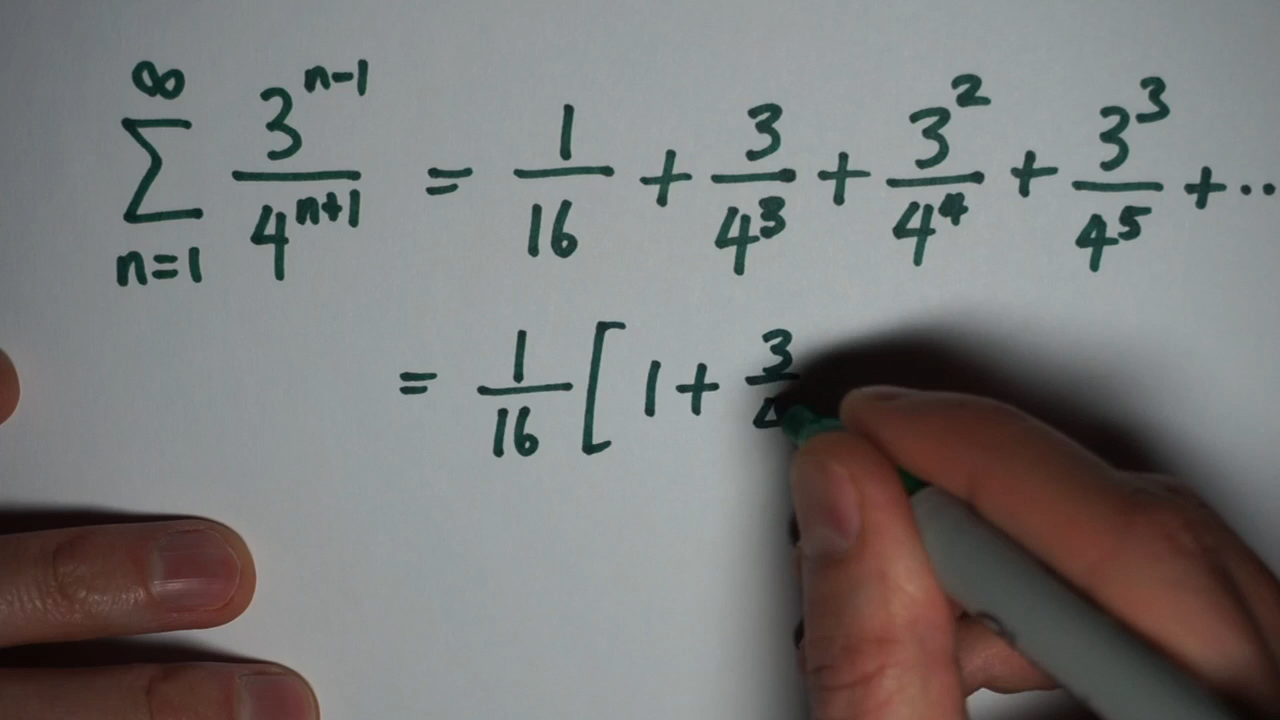 ∞
∑ 3^{n-1} / 4^{n+1} = 1/16 + 3/4^3 + 3^2/4^4 + 3^3/4^5 + ··
n=1
= 1/16 [ 1 + 3/4